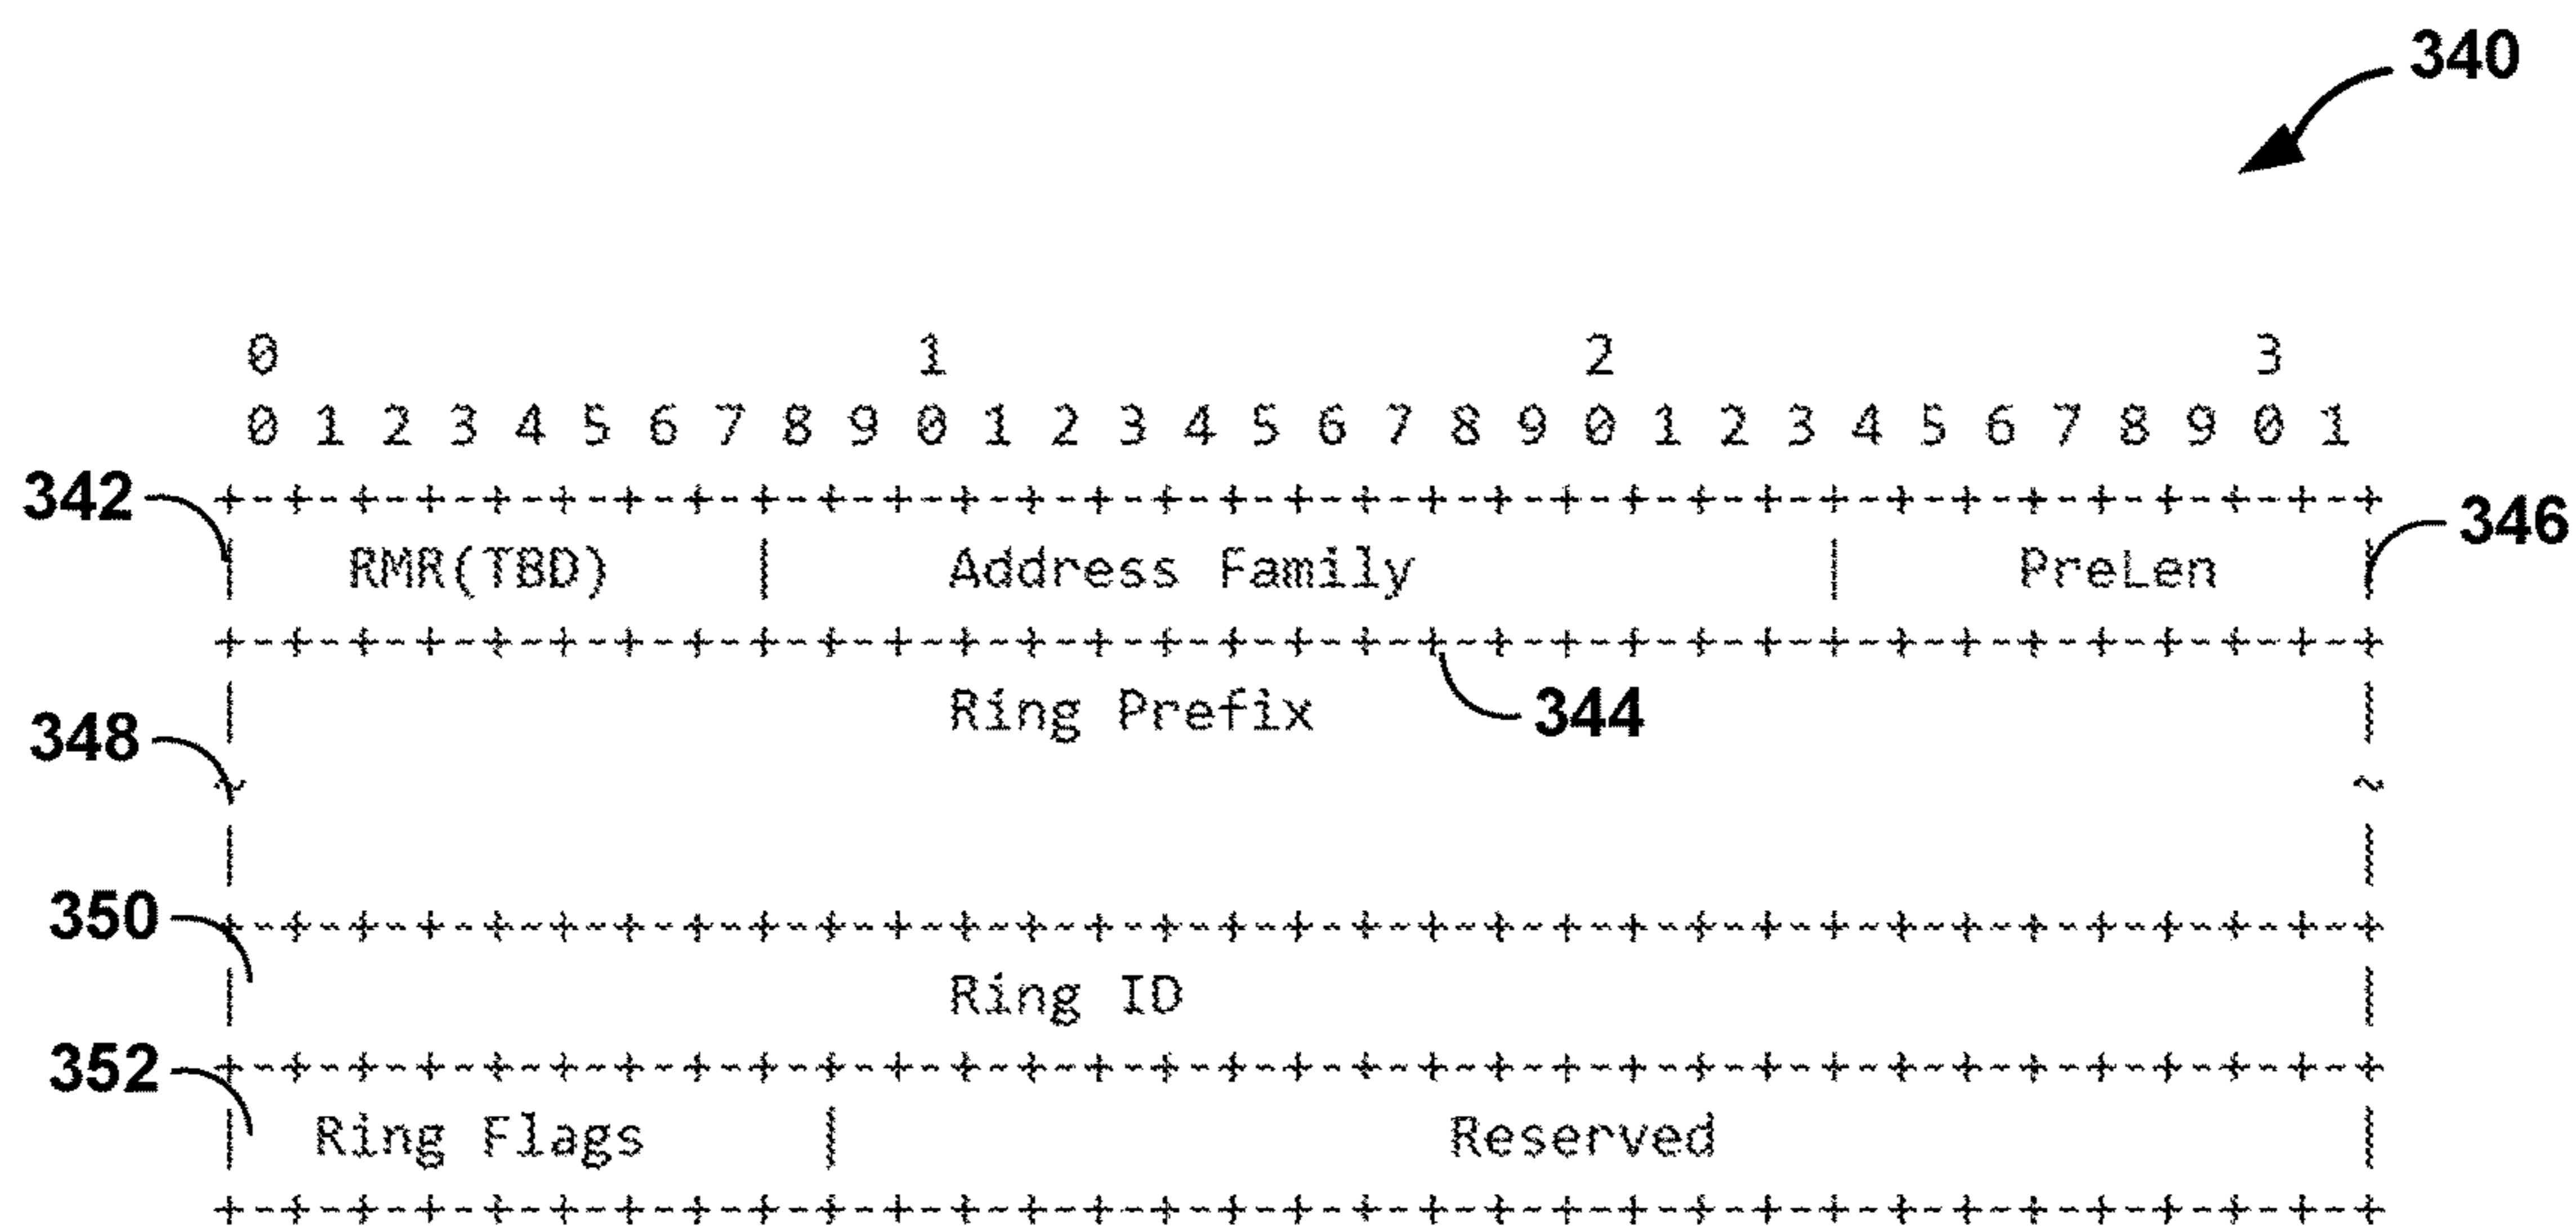 340
0 1 2 3
0 1 2 3 4 5 6 7 8 9 0 1 2 3 4 5 6 7 8 9 0 1 2 3 4 5 6 7 8 9 0 1
342 +-+-+-+-+-+-+-+-+-+-+-+-+-+-+-+-+-+-+-+-+-+-+-+-+-+-+-+-+-+-+-+-+ 346
| RMR(TBD) | Address Family | PreLen |
+-+-+-+-+-+-+-+-+-+-+-+-+-+-+-+-+-+-+-+-+-+-+-+-+-+-+-+-+-+-+-+-+
| Ring Prefix 344 |
348 ~ ~
| |
350 +-+-+-+-+-+-+-+-+-+-+-+-+-+-+-+-+-+-+-+-+-+-+-+-+-+-+-+-+-+-+-+-+
| Ring ID |
352 +-+-+-+-+-+-+-+-+-+-+-+-+-+-+-+-+-+-+-+-+-+-+-+-+-+-+-+-+-+-+-+-+
| Ring Flags | Reserved |
+-+-+-+-+-+-+-+-+-+-+-+-+-+-+-+-+-+-+-+-+-+-+-+-+-+-+-+-+-+-+-+-+